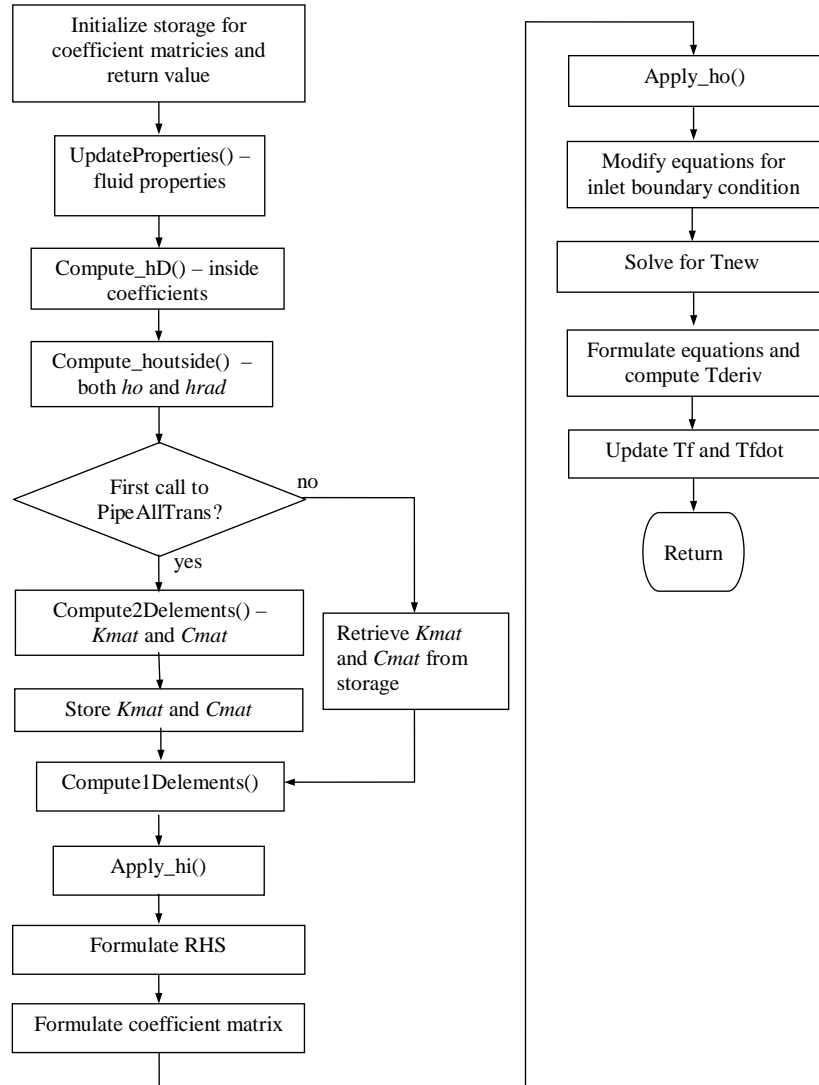 Initialize storage for
coefficient matricies and
return value
UpdateProperties() –
fluid properties
Compute_hD() – inside
coefficients
Compute_houtside() –
both ho and hrad
First call to
PipeAllTrans?
no
yes
Compute2Delements() –
Kmat and Cmat
Retrieve Kmat
and Cmat from
storage
Store Kmat and Cmat
Compute1Delements()
Apply_hi()
Formulate RHS
Formulate coefficient matrix
Apply_ho()
Modify equations for
inlet boundary condition
Solve for Tnew
Formulate equations and
compute Tderiv
Update Tf and Tfdot
Return